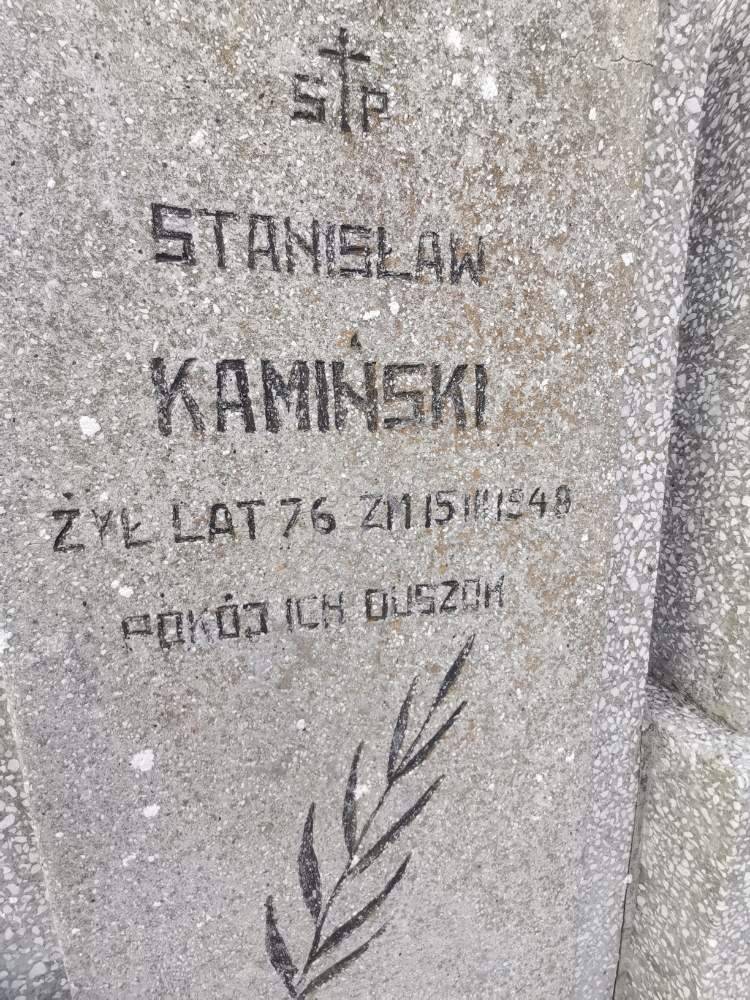 S P
STANISŁAW
KAMIŃSKI
ŻYŁ LAT 76 ZM 15 III 1948
POKÓJ ICH DUSZOM